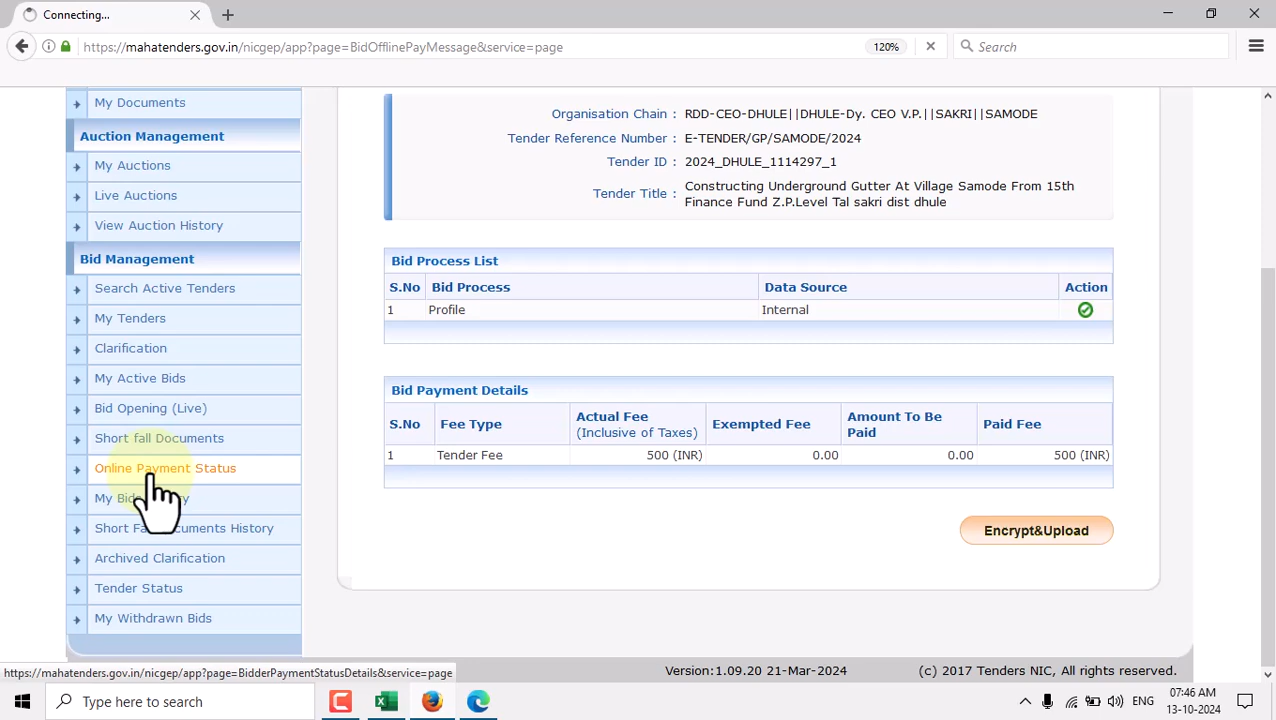 Connecting...
https://mahatenders.gov.in/nicgep/app?page=BidOfflinePayMessage&service=page
120%
Search
My Documents
Auction Management
My Auctions
Live Auctions
View Auction History
Bid Management
Search Active Tenders
My Tenders
Clarification
My Active Bids
Bid Opening (Live)
Short fall Documents
Online Payment Status
My Bids
Short Fall Documents History
Archived Clarification
Tender Status
My Withdrawn Bids
Organisation Chain : RDD-CEO-DHULE||DHULE-Dy. CEO V.P.||SAKRI||SAMODE
Tender Reference Number : E-TENDER/GP/SAMODE/2024
Tender ID : 2024_DHULE_1114297_1
Tender Title : Constructing Underground Gutter At Village Samode From 15th
Finance Fund Z.P.Level Tal sakri dist dhule
Bid Process List
S.No Bid Process Data Source Action
1 Profile Internal
Bid Payment Details
S.No Fee Type Actual Fee (Inclusive of Taxes) Exempted Fee Amount To Be Paid Paid Fee
1 Tender Fee 500 (INR) 0.00 0.00 500 (INR)
Encrypt&Upload
https://mahatenders.gov.in/nicgep/app?page=BidderPaymentStatusDetails&service=page
Version:1.09.20 21-Mar-2024 (c) 2017 Tenders NIC, All rights reserved.
Type here to search
ENG
07:46 AM
13-10-2024